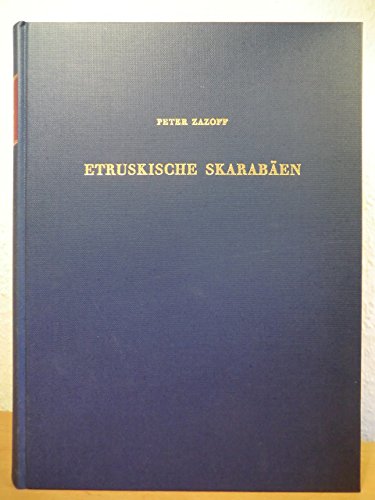 PETER ZAZOFF
ETRUSKISCHE SKARABÄEN